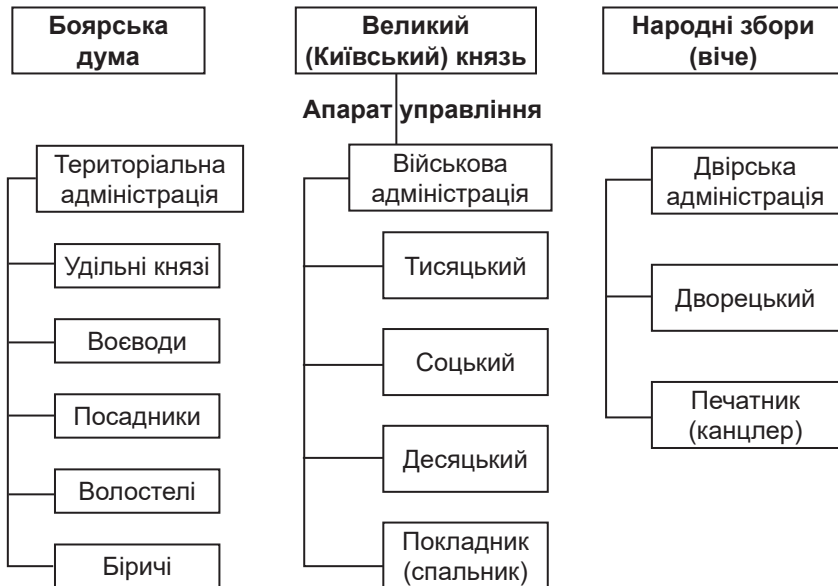 Боярська
дума
Великий
(Київський) князь
Народні збори
(віче)
Апарат управління
Територіальна
адміністрація
Удільні князі
Воєводи
Посадники
Волостелі
Біричі
Військова
адміністрація
Тисяцький
Соцький
Десяцький
Покладник
(спальник)
Двірська
адміністрація
Дворецький
Печатник
(канцлер)